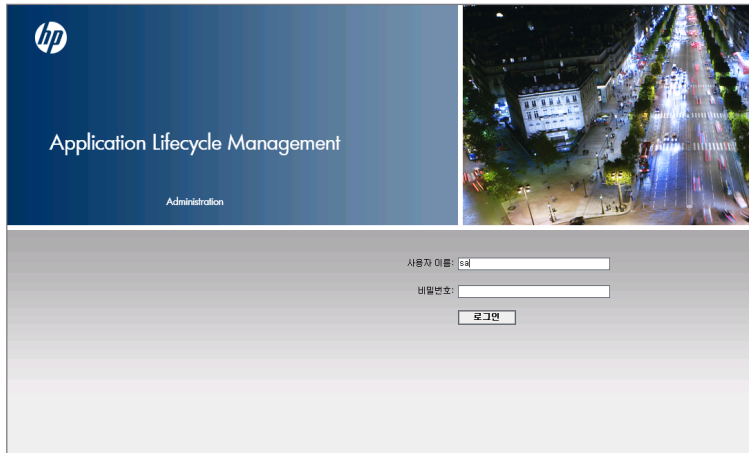 hp
Application Lifecycle Management
Administration
사용자 이름: sa
비밀번호:
로그인